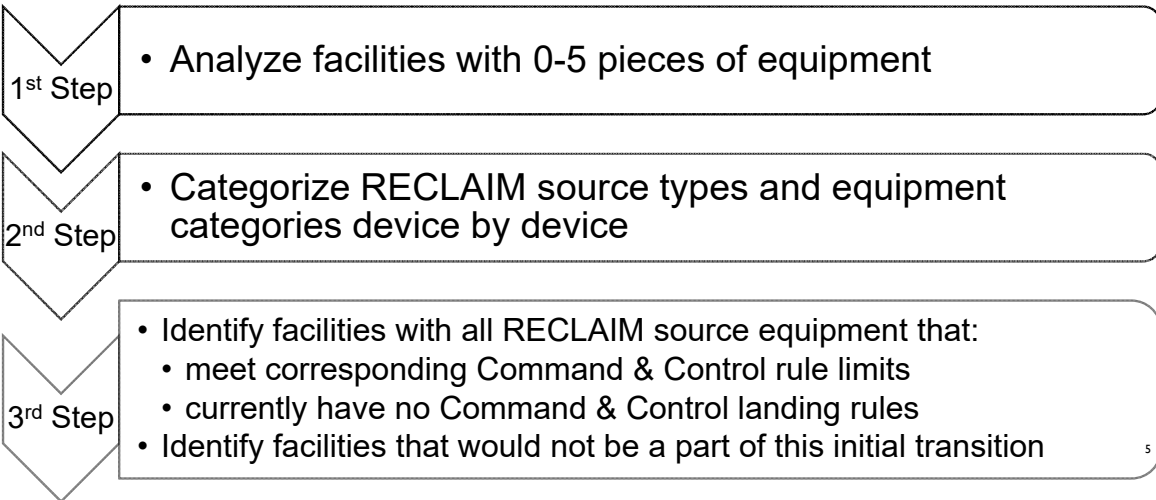 1st Step
• Analyze facilities with 0-5 pieces of equipment
2nd Step
• Categorize RECLAIM source types and equipment
categories device by device
3rd Step
• Identify facilities with all RECLAIM source equipment that:
• meet corresponding Command & Control rule limits
• currently have no Command & Control landing rules
• Identify facilities that would not be a part of this initial transition
5